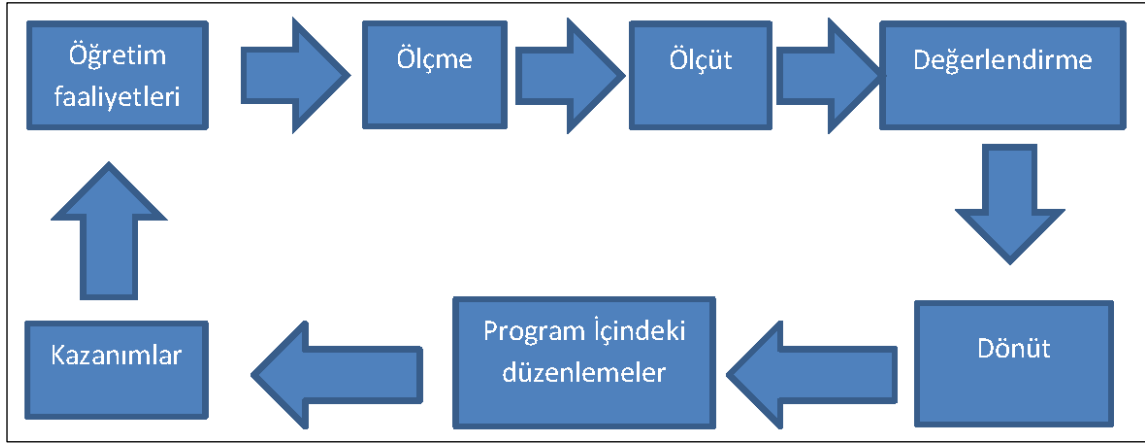 Öğretim
faaliyetleri
Ölçme
Ölçüt
Değerlendirme
Dönüt
Program İçindeki
düzenlemeler
Kazanımlar